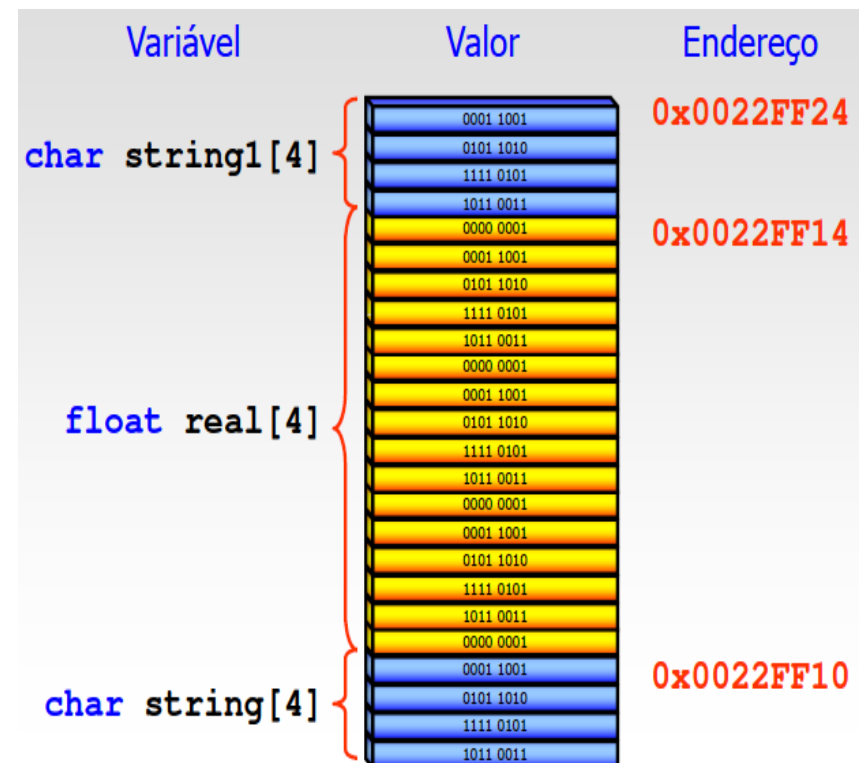 Variável Valor Endereço
0001 1001 0x0022FF24
0101 1010
char string1[4]
1111 0101
1011 0011
0000 0001 0x0022FF14
0001 1001
0101 1010
1111 0101
1011 0011
0000 0001
0001 1001
float real[4] 0101 1010
1111 0101
1011 0011
0000 0001
0001 1001
0101 1010
1111 0101
1011 0011
0000 0001
0001 1001 0x0022FF10
char string[4] 0101 1010
1111 0101
1011 0011